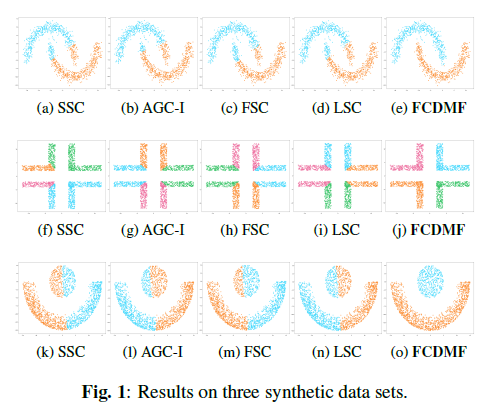 (a) SSC (b) AGC-I (c) FSC (d) LSC (e) FCDMF
(f) SSC (g) AGC-I (h) FSC (i) LSC (j) FCDMF
(k) SSC (l) AGC-I (m) FSC (n) LSC (o) FCDMF
Fig. 1: Results on three synthetic data sets.